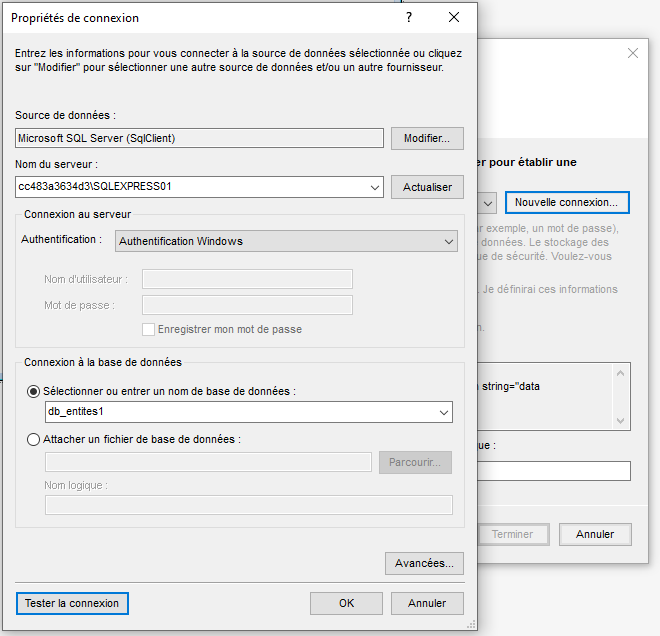 Propriétés de connexion
?
Entrez les informations pour vous connecter à la source de données sélectionnée ou cliquez
sur "Modifier" pour sélectionner une autre source de données et/ou un autre fournisseur.
Source de données :
Microsoft SQL Server (SqlClient)
Modifier...
Nom du serveur :
cc483a3634d3\SQLEXPRESS01
Actualiser
Connexion au serveur
Authentification :
Authentification Windows
Nom d'utilisateur :
Mot de passe :
Enregistrer mon mot de passe
Connexion à la base de données
Sélectionner ou entrer un nom de base de données :
db_entites1
Attacher un fichier de base de données :
Parcourir...
Nom logique :
Avancées...
Tester la connexion
OK
Annuler
er pour établir une
Nouvelle connexion...
ar exemple, un mot de passe),
données. Le stockage des
ue de sécurité. Voulez-vous
. Je définirai ces informations
n.
string="data
ue :
Terminer
Annuler